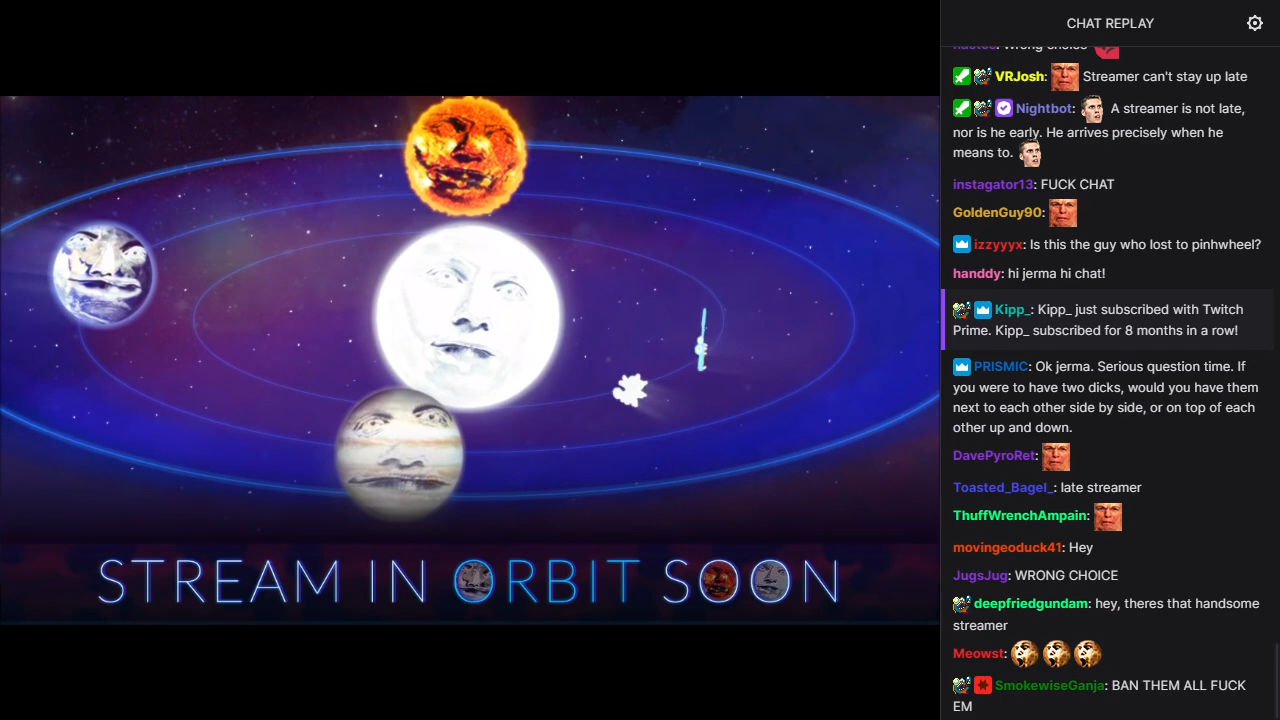 CHAT REPLAY
VRJosh: Streamer can't stay up late
Nightbot: A streamer is not late,
nor is he early. He arrives precisely when he
means to.
instagator13: FUCK CHAT
GoldenGuy90:
izzyyyx: Is this the guy who lost to pinhwheel?
handdy: hi jerma hi chat!
Kipp_: Kipp_ just subscribed with Twitch
Prime. Kipp_ subscribed for 8 months in a row!
PRISMIC: Ok jerma. Serious question time. If
you were to have two dicks, would you have them
next to each other side by side, or on top of each
other up and down.
DavePyroRet:
Toasted_Bagel_: late streamer
ThuffWrenchAmpain:
movingeoduck41: Hey
JugsJug: WRONG CHOICE
deepfriedgundam: hey, theres that handsome
streamer
Meowst:
SmokewiseGanja: BAN THEM ALL FUCK
EM
STREAM IN ORBIT SOON